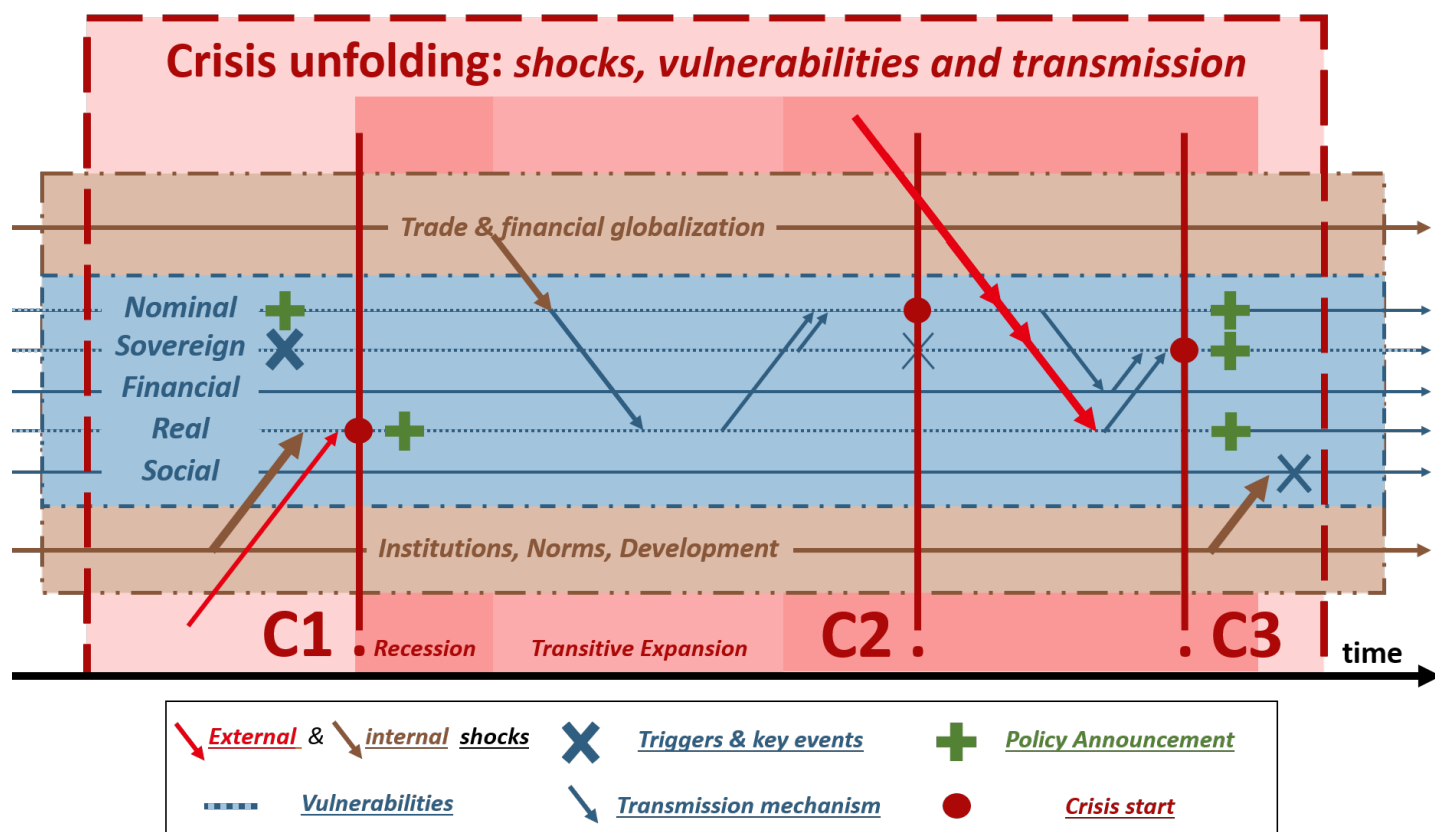 Crisis unfolding: shocks, vulnerabilities and transmission
Trade & financial globalization
Nominal
Sovereign
Financial
Real
Social
Institutions, Norms, Development
C1
Recession
Transitive Expansion
C2
C3
time
External & internal shocks
Triggers & key events
Policy Announcement
Vulnerabilities
Transmission mechanism
Crisis start